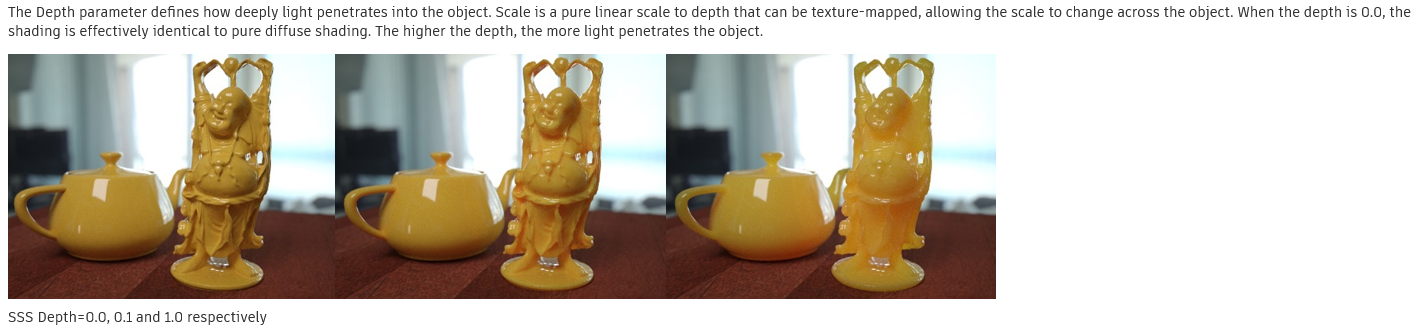 The Depth parameter defines how deeply light penetrates into the object. Scale is a pure linear scale to depth that can be texture-mapped, allowing the scale to change across the object. When the depth is 0.0, the
shading is effectively identical to pure diffuse shading. The higher the depth, the more light penetrates the object.
SSS Depth=0.0, 0.1 and 1.0 respectively